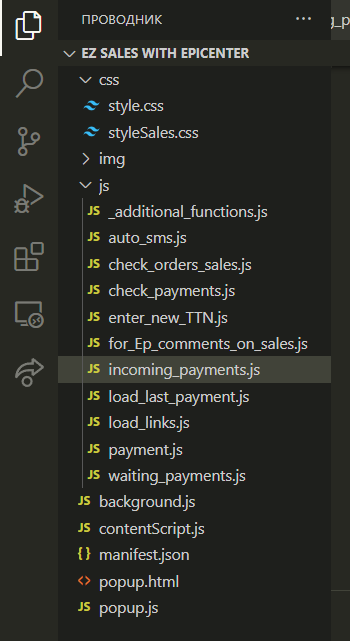 ПРОВОДНИК ...
EZ SALES WITH EPICENTER
css
style.css
styleSales.css
img
js
JS _additional_functions.js
JS auto_sms.js
JS check_orders_sales.js
JS check_payments.js
JS enter_new_TTN.js
JS for_Ep_comments_on_sales.js
JS incoming_payments.js
JS load_last_payment.js
JS load_links.js
JS payment.js
JS waiting_payments.js
JS background.js
JS contentScript.js
{} manifest.json
<> popup.html
JS popup.js